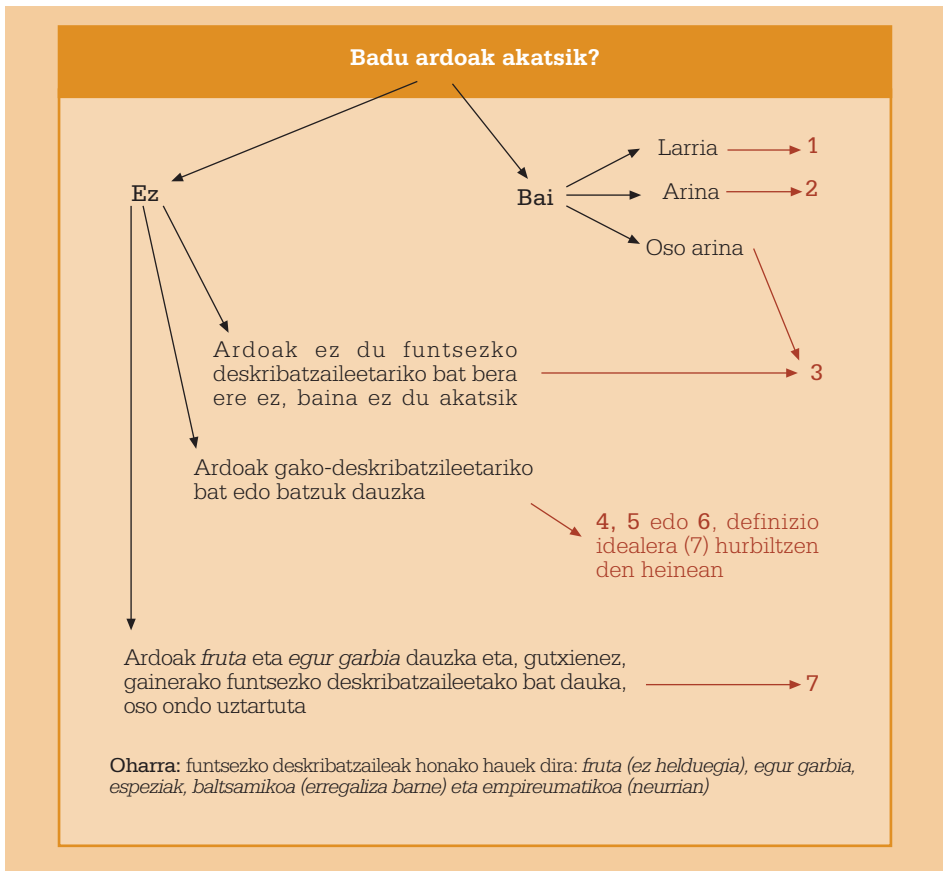 Badu ardoak akatsik?
Ez
Bai
Larria
1
Arina
2
Oso arina
Ardoak ez du funtsezko
deskribatzaileetariko bat bera
ere ez, baina ez du akatsik
3
Ardoak gako-deskribatzileetariko
bat edo batzuk dauzka
4, 5 edo 6, definizio
idealera (7) hurbiltzen
den heinean
Ardoak fruta eta egur garbia dauzka eta, gutxienez,
gainerako funtsezko deskribatzaileetako bat dauka,
oso ondo uztartuta
7
Oharra: funtsezko deskribatzaileak honako hauek dira: fruta (ez helduegia), egur garbia,
espeziak, baltsamikoa (erregaliza barne) eta empireumatikoa (neurrian)